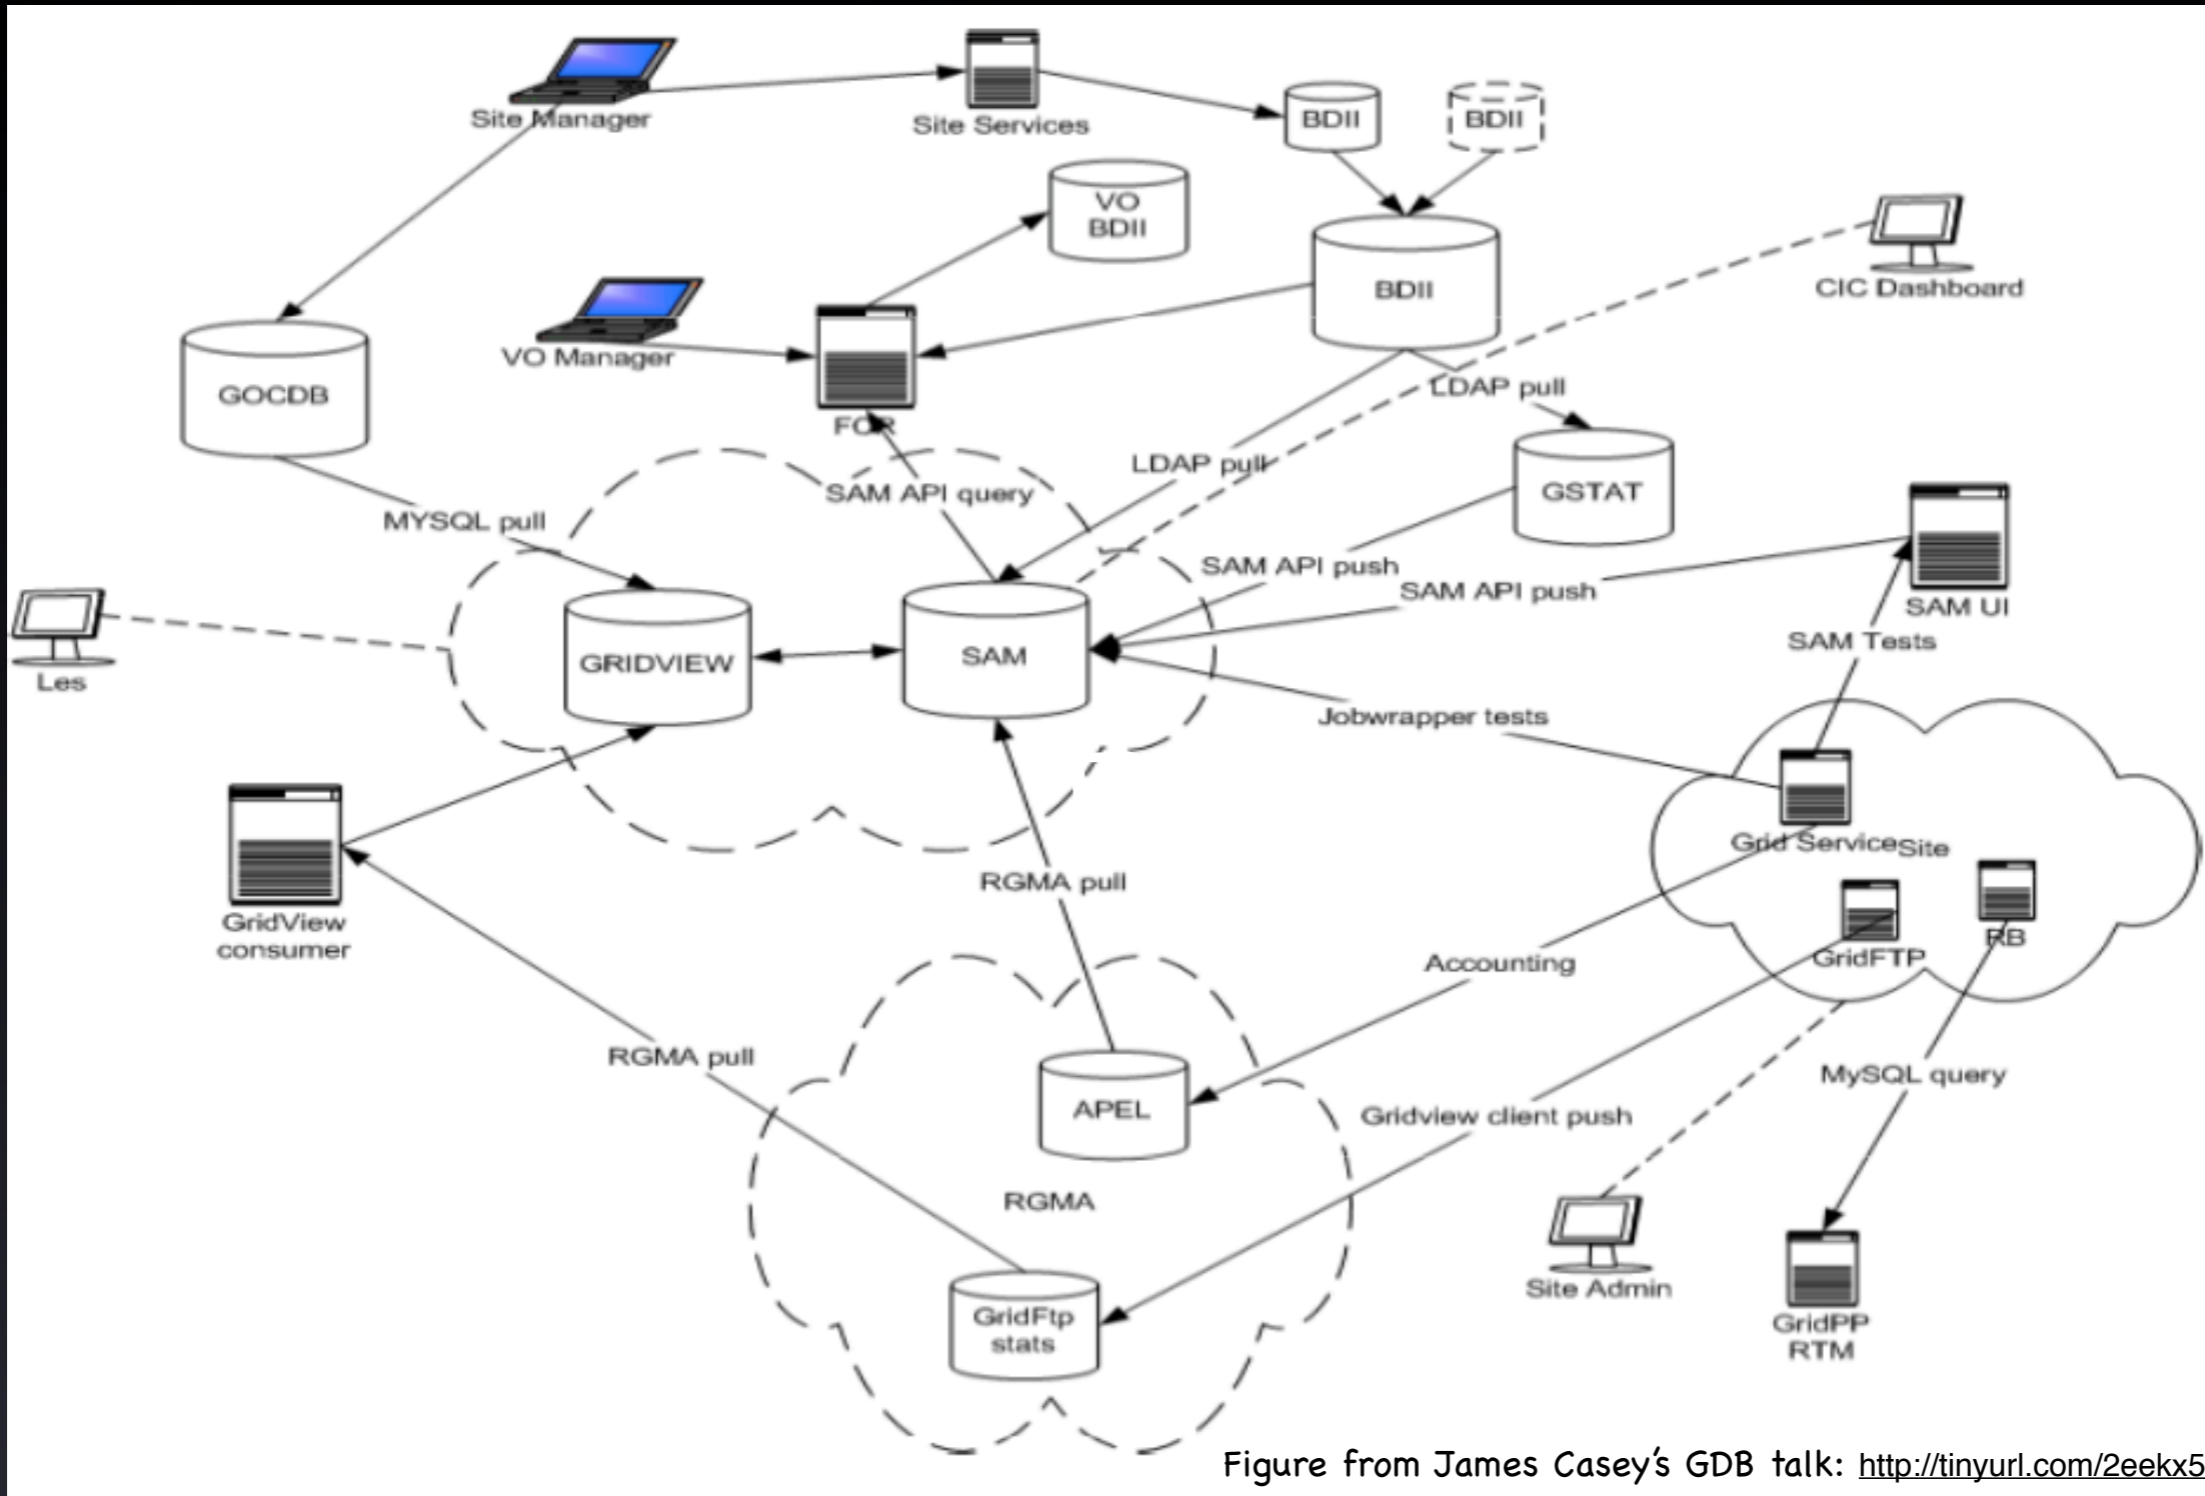 Site Manager
Site Services
BDII
BDII
VO
BDII
CIC Dashboard
BDII
VO Manager
GOCDB
FCR
LDAP pull
LDAP pull
SAM API query
GSTAT
MYSQL pull
SAM API push
SAM API push
SAM UI
SAM Tests
Les
GRIDVIEW
SAM
Jobwrapper tests
Grid Service
Site
RGMA pull
GridView
consumer
RB
GridFTP
Accounting
RGMA pull
MySQL query
APEL
Gridview client push
RGMA
Site Admin
GridFtp
stats
GridPP
RTM
Figure from James Casey's GDB talk: http://tinyurl.com/2eekx5